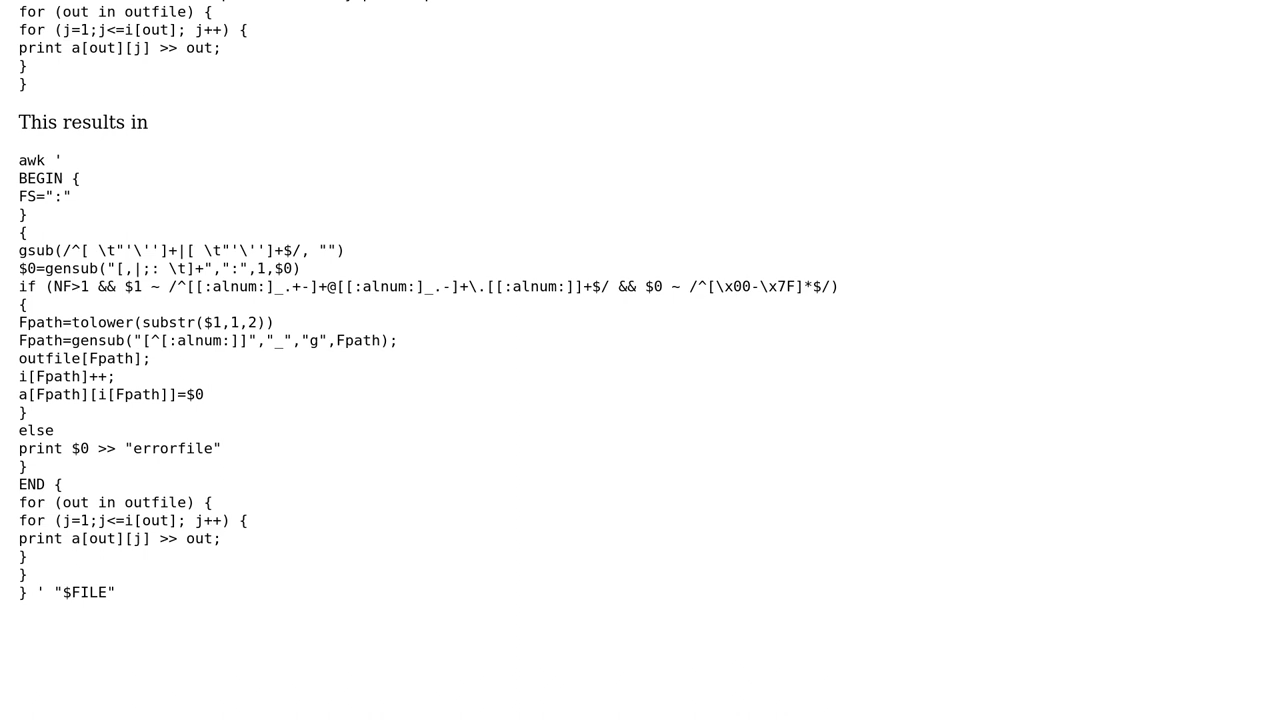 for (out in outfile) {
for (j=1;j<=i[out]; j++) {
print a[out][j] >> out;
}
}
This results in
awk '
BEGIN {
FS=":"
}
{
gsub(/^[ \t"'\'']+|[ \t"'\'']+$/, "")
$0=gensub("[,|;: \t]+",":",1,$0)
if (NF>1 && $1 ~ /^[[:alnum:]_.+-]+@[[:alnum:]_.-]+\.[[:alnum:]]+$/ && $0 ~ /^[\x00-\x7F]*$/)
{
Fpath=tolower(substr($1,1,2))
Fpath=gensub("[^[:alnum:]]","_","g",Fpath);
outfile[Fpath];
i[Fpath]++;
a[Fpath][i[Fpath]]=$0
}
else
print $0 >> "errorfile"
}
END {
for (out in outfile) {
for (j=1;j<=i[out]; j++) {
print a[out][j] >> out;
}
}
} ' "$FILE"